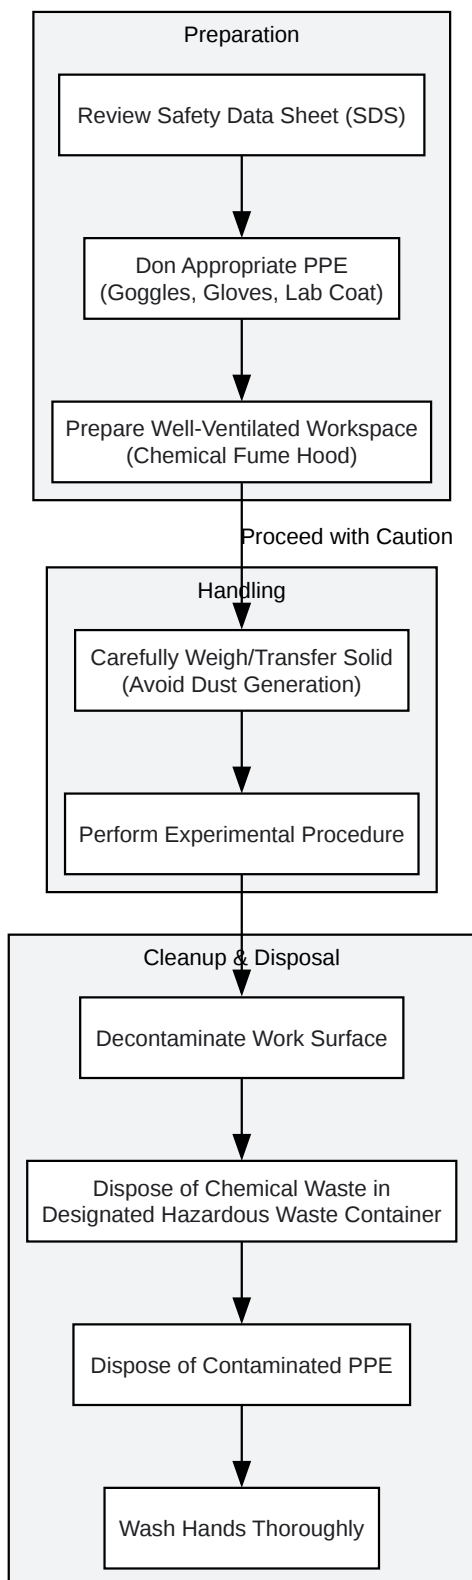 Preparation
Review Safety Data Sheet (SDS)
Don Appropriate PPE
(Goggles, Gloves, Lab Coat)
Prepare Well-Ventilated Workspace
(Chemical Fume Hood)
Proceed with Caution
Handling
Carefully Weigh/Transfer Solid
(Avoid Dust Generation)
Perform Experimental Procedure
Cleanup & Disposal
Decontaminate Work Surface
Dispose of Chemical Waste in
Designated Hazardous Waste Container
Dispose of Contaminated PPE
Wash Hands Thoroughly